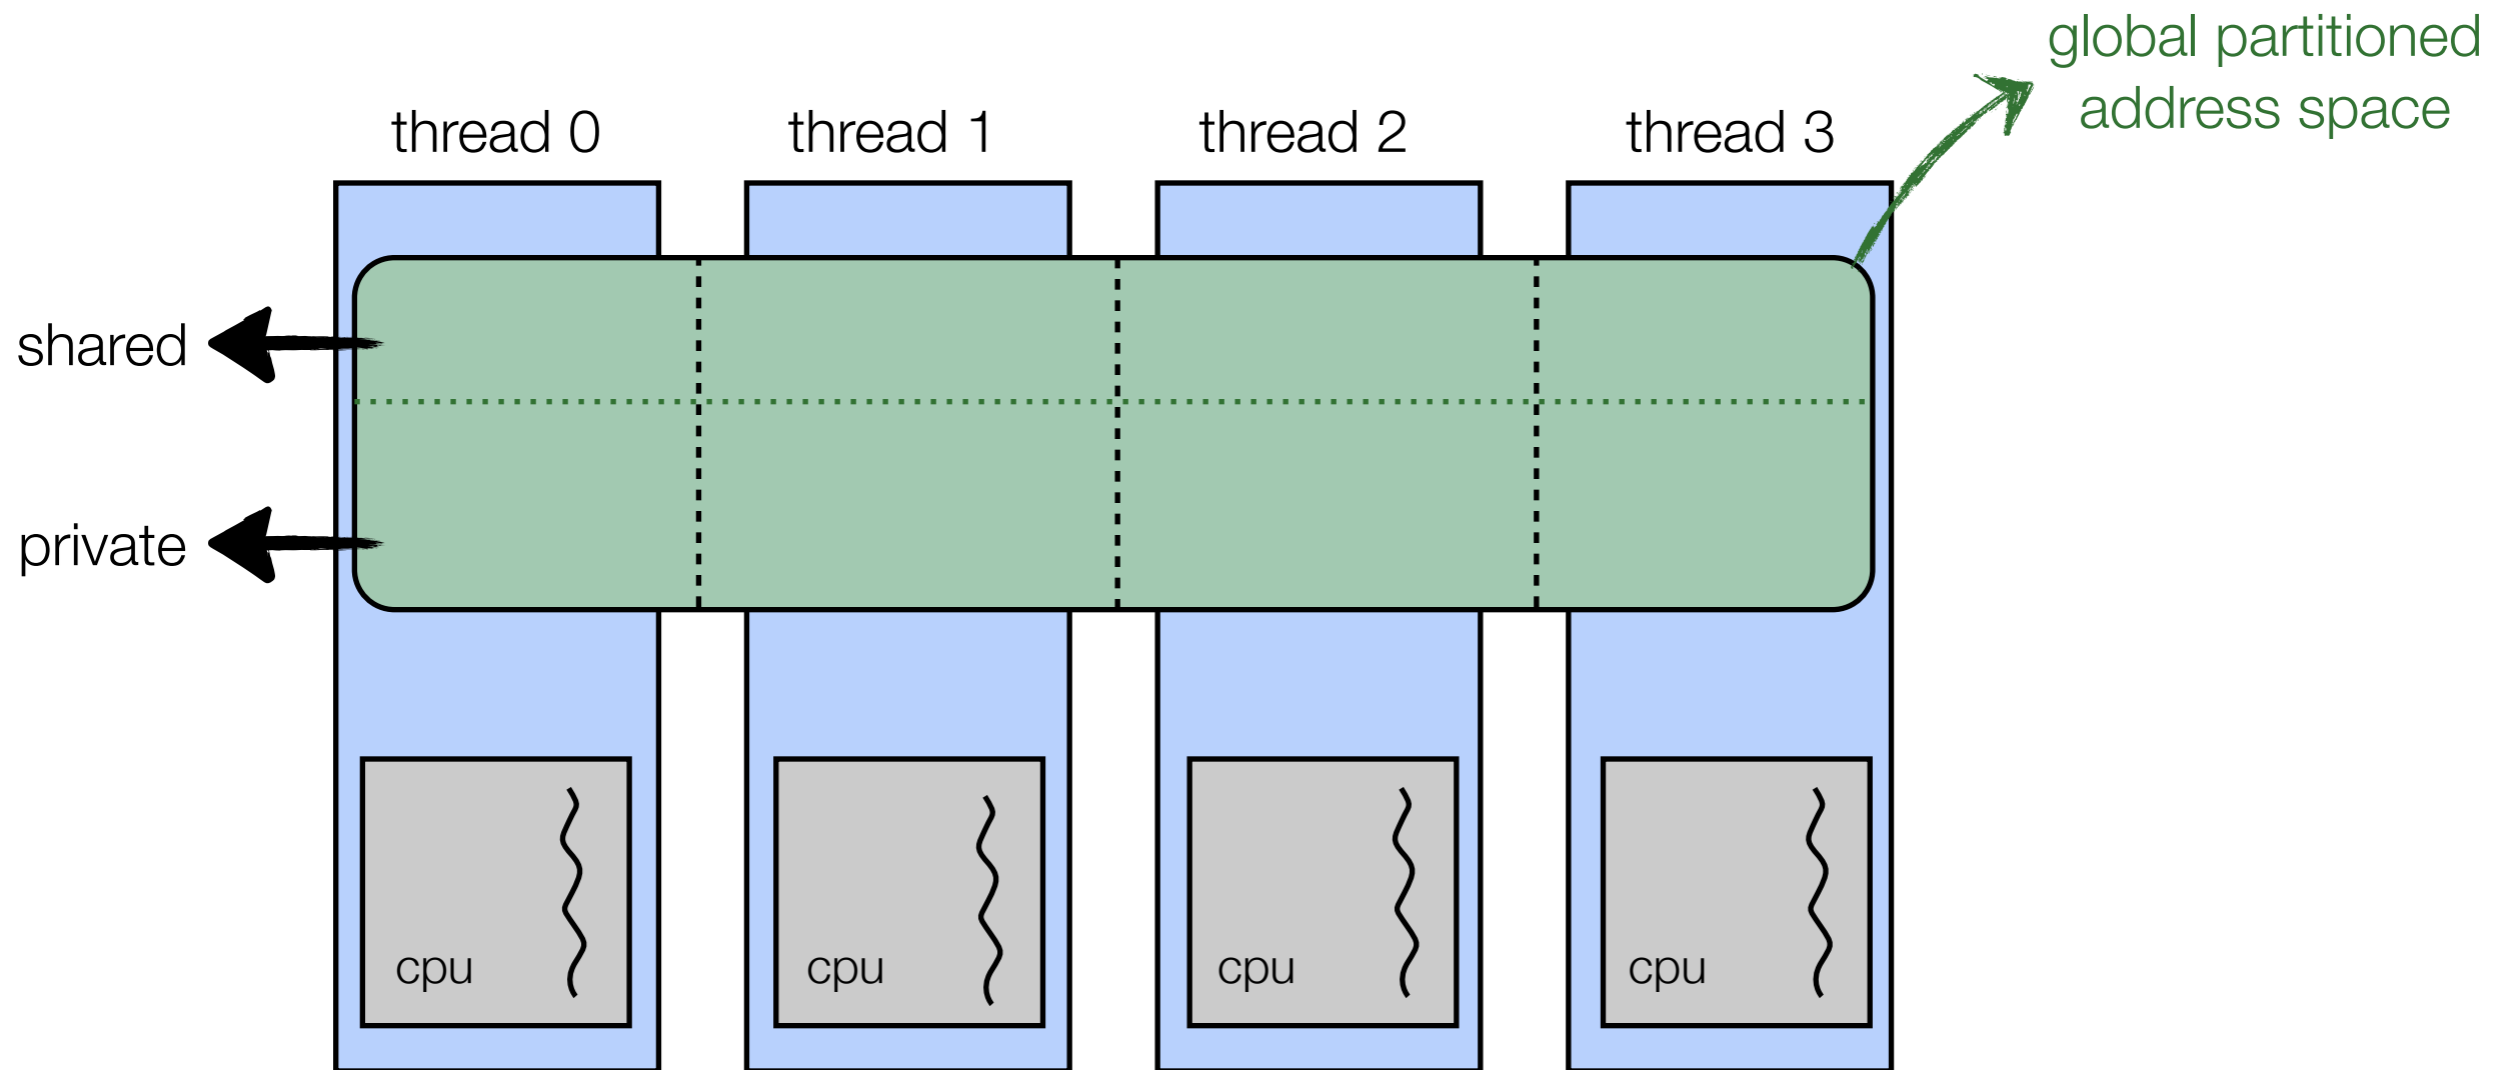 global partitioned
address space
thread 0
thread 1
thread 2
thread 3
shared
private
cpu
cpu
cpu
cpu